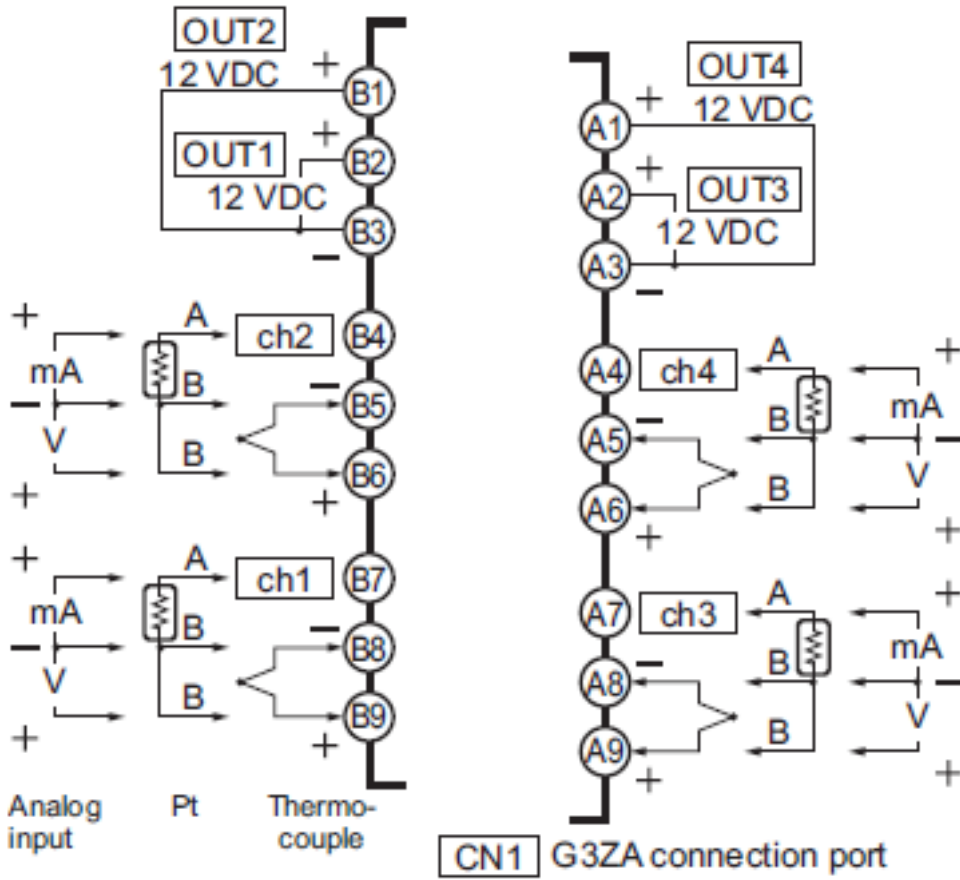 OUT2
12 VDC
+
B1
+
OUT1
B2
12 VDC
B3
−
+
A
ch2
B4
mA
−
B
−
B5
V
B
B6
+
+
+
A
ch1
B7
mA
−
B
−
B8
V
B
B9
+
+
Analog input
Pt
Thermo-
couple
OUT4
+
12 VDC
A1
+
A2
OUT3
12 VDC
A3
−
A4
ch4
A
+
mA
−
A5
B
−
V
A6
B
+
+
A7
ch3
A
+
mA
−
A8
B
−
V
A9
B
+
+
CN1 G3ZA connection port